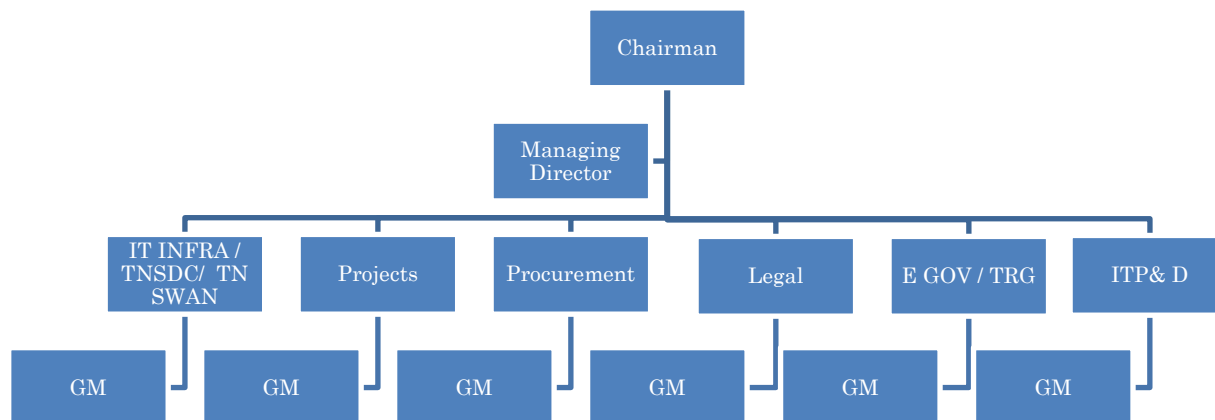 Chairman
Managing
Director
IT INFRA /
TNSDC/ TN
SWAN
Projects
Procurement
Legal
E GOV / TRG
ITP& D
GM
GM
GM
GM
GM
GM